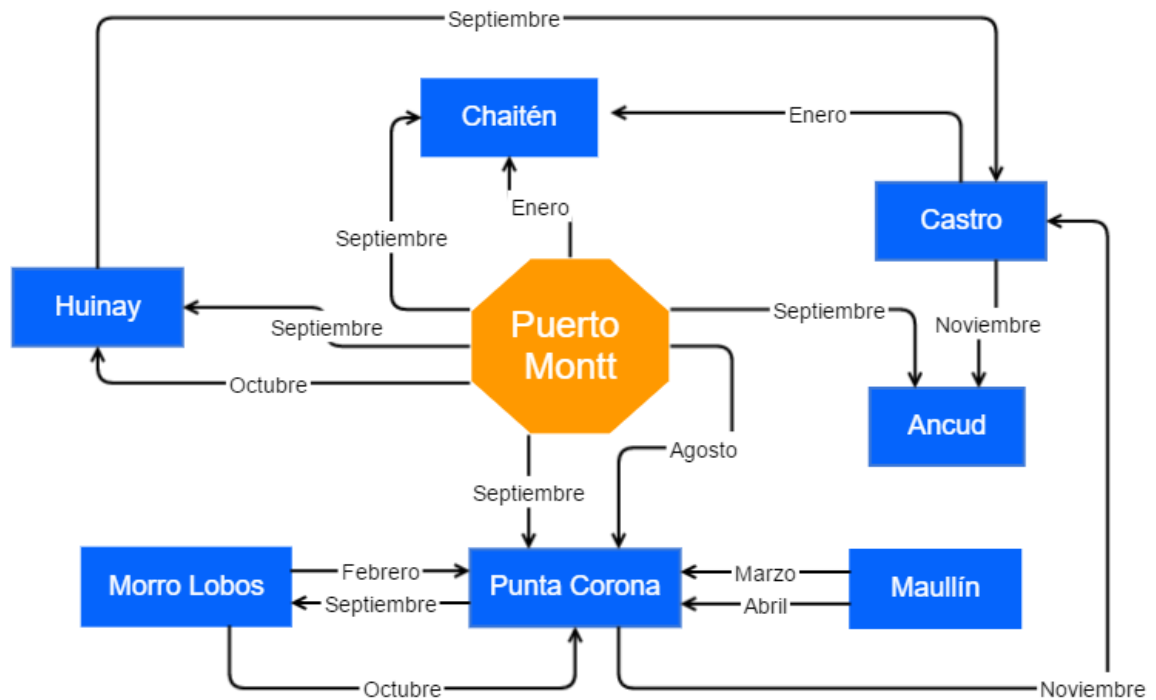 Septiembre
Chaitén
Enero
Enero
Castro
Septiembre
Huinay
Septiembre
Puerto
Montt
Septiembre
Noviembre
Octubre
Ancud
Agosto
Septiembre
Morro Lobos
Febrero
Septiembre
Punta Corona
Marzo
Abril
Maullín
Octubre
Noviembre